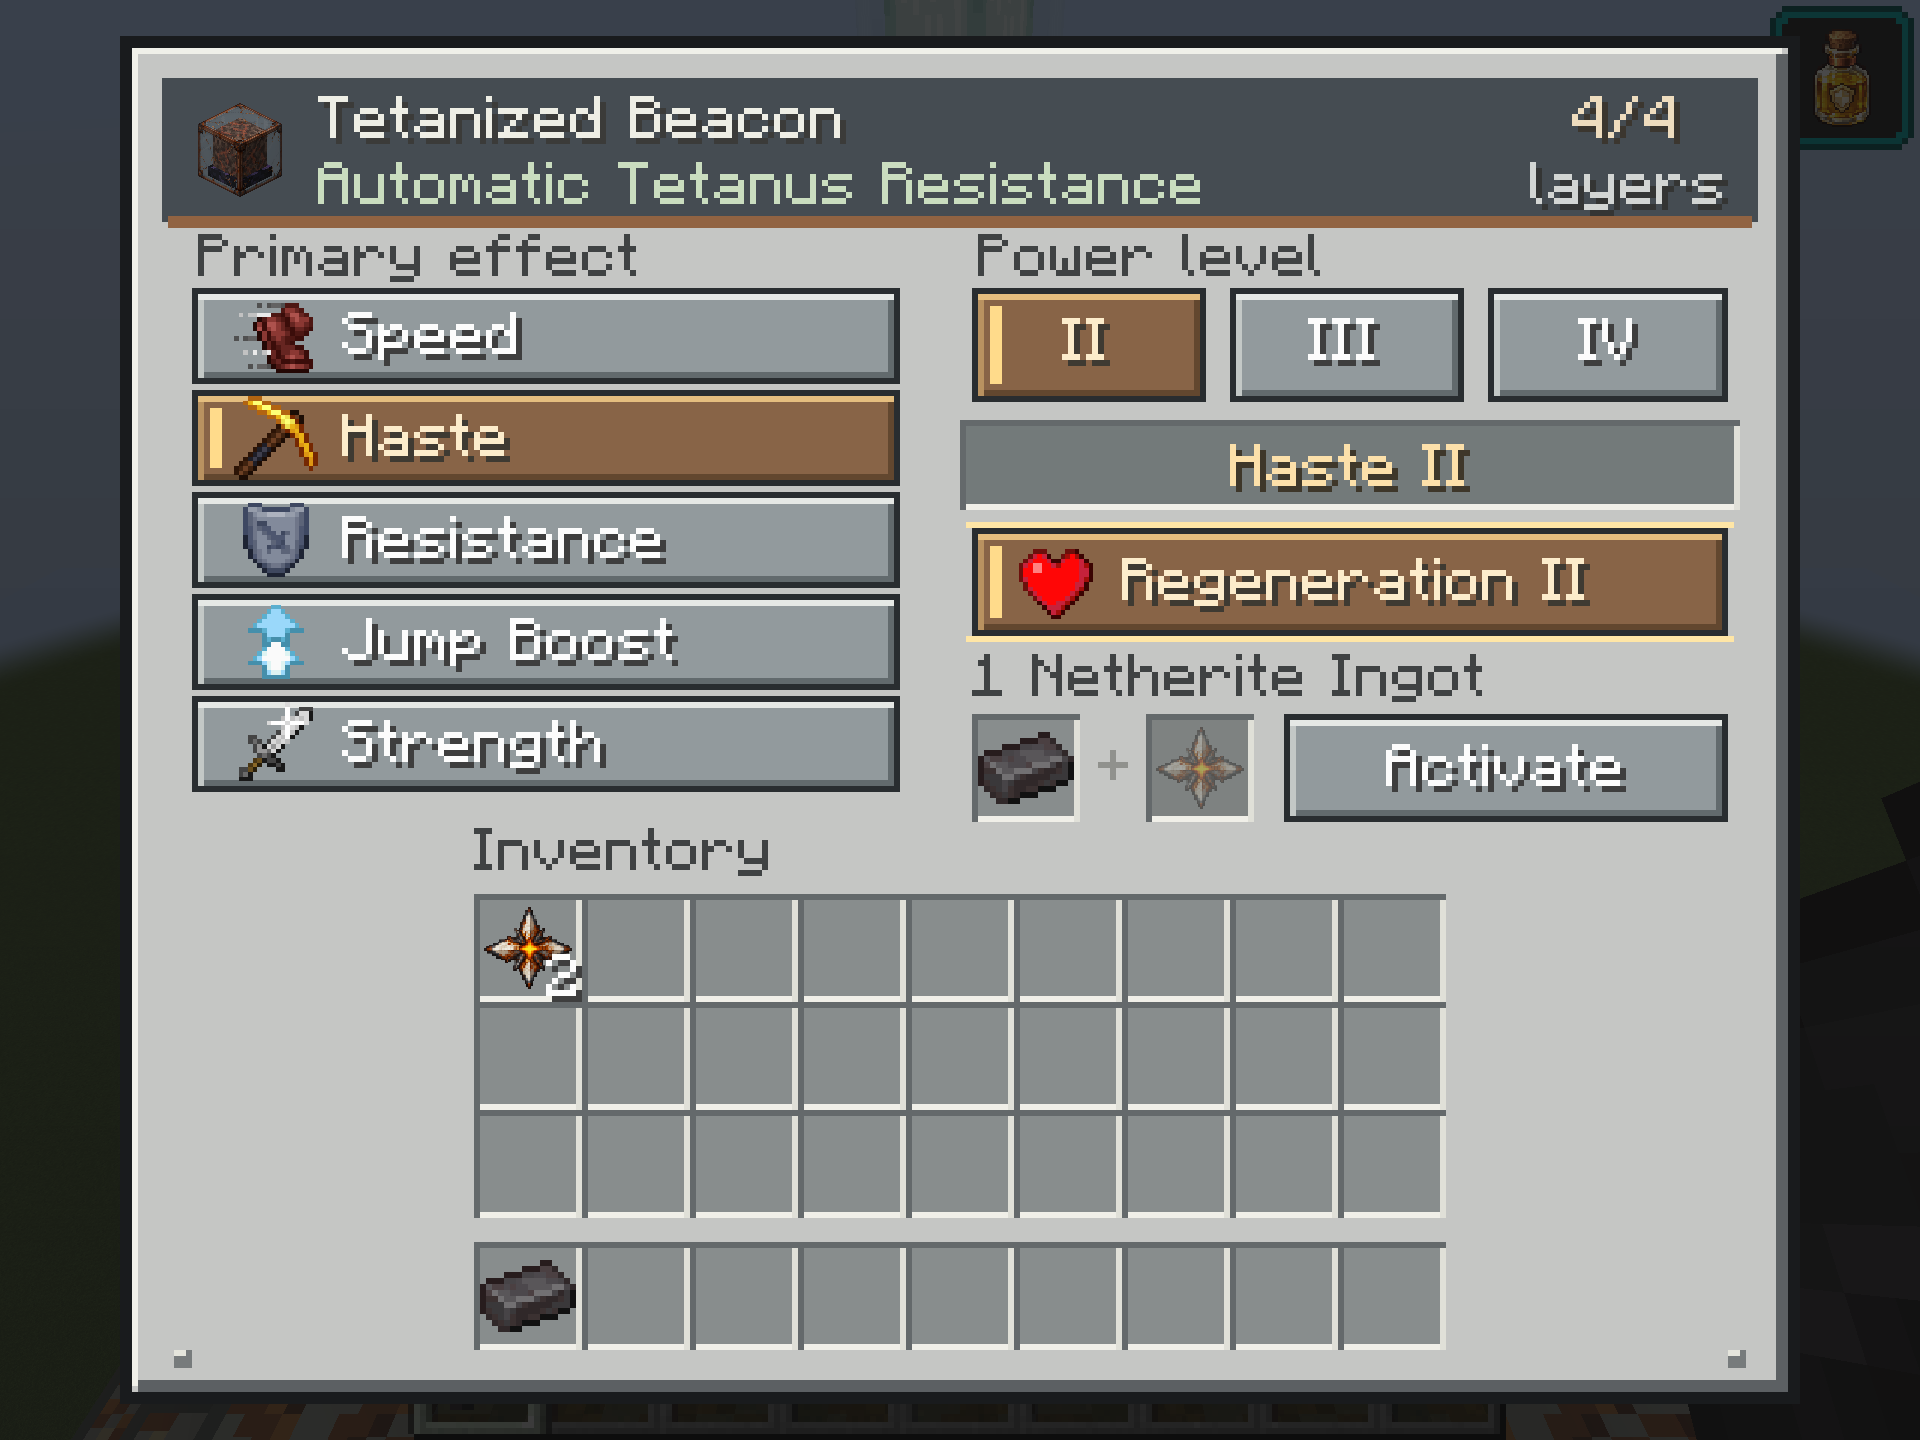 Tetanized Beacon
4/4
Automatic Tetanus Resistance
layers
Primary effect
Power level
Speed
II
III
IV
Haste
Haste II
Resistance
Regeneration II
Jump Boost
1 Netherite Ingot
Strength
+
Activate
Inventory
2